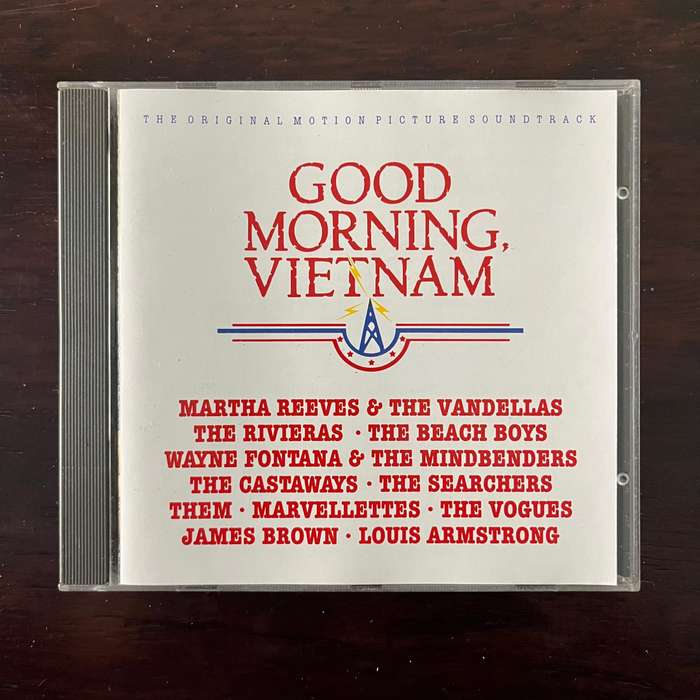 THE ORIGINAL MOTION PICTURE SOUNDTRACK
GOOD
MORNING,
VIETNAM
MARTHA REEVES & THE VANDELLAS
THE RIVIERAS · THE BEACH BOYS
WAYNE FONTANA & THE MINDBENDERS
THE CASTAWAYS · THE SEARCHERS
THEM · MARVELLETTES · THE VOGUES
JAMES BROWN · LOUIS ARMSTRONG